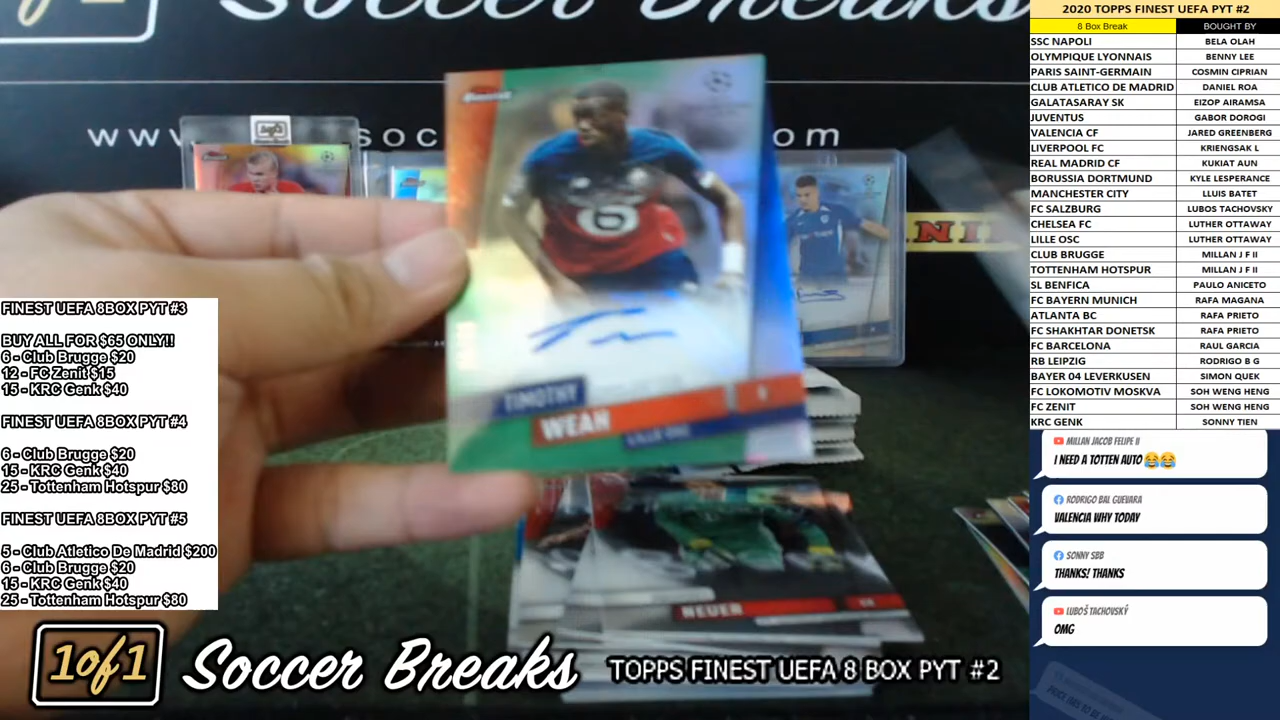 Soccer Breaks
www.soc om
Finest
TIMOTHY
WEAH
LILLE OSC
PANINI
NEUER
FINEST UEFA 8BOX PYT #3
BUY ALL FOR $65 ONLY!!
6 - Club Brugge $20
12 - FC Zenit $15
15 - KRC Genk $40
FINEST UEFA 8BOX PYT #4
6 - Club Brugge $20
15 - KRC Genk $40
25 - Tottenham Hotspur $80
FINEST UEFA 8BOX PYT #5
5 - Club Atletico De Madrid $200
6 - Club Brugge $20
15 - KRC Genk $40
25 - Tottenham Hotspur $80
1of1 Soccer Breaks TOPPS FINEST UEFA 8 BOX PYT #2
2020 TOPPS FINEST UEFA PYT #2
8 Box Break BOUGHT BY
SSC NAPOLI BELA OLAH
OLYMPIQUE LYONNAIS BENNY LEE
PARIS SAINT-GERMAIN COSMIN CIPRIAN
CLUB ATLETICO DE MADRID DANIEL ROA
GALATASARAY SK EIZOP AIRAMSA
JUVENTUS GABOR DOROGI
VALENCIA CF JARED GREENBERG
LIVERPOOL FC KRIENGSAK L
REAL MADRID CF KUKIAT AUN
BORUSSIA DORTMUND KYLE LESPERANCE
MANCHESTER CITY LLUIS BATET
FC SALZBURG LUBOS TACHOVSKY
CHELSEA FC LUTHER OTTAWAY
LILLE OSC LUTHER OTTAWAY
CLUB BRUGGE MILLAN J F II
TOTTENHAM HOTSPUR MILLAN J F II
SL BENFICA PAULO ANICETO
FC BAYERN MUNICH RAFA MAGANA
ATLANTA BC RAFA PRIETO
FC SHAKHTAR DONETSK RAFA PRIETO
FC BARCELONA RAUL GARCIA
RB LEIPZIG RODRIGO B G
BAYER 04 LEVERKUSEN SIMON QUEK
FC LOKOMOTIV MOSKVA SOH WENG HENG
FC ZENIT SOH WENG HENG
KRC GENK SONNY TIEN
MILLAN JACOB FELIPE II
I NEED A TOTTEN AUTO😂😂
RODRIGO BAL GUEVARA
VALENCIA WHY TODAY
SONNY SBB
THANKS! THANKS
LUBOŠ TACHOVSKÝ
OMG